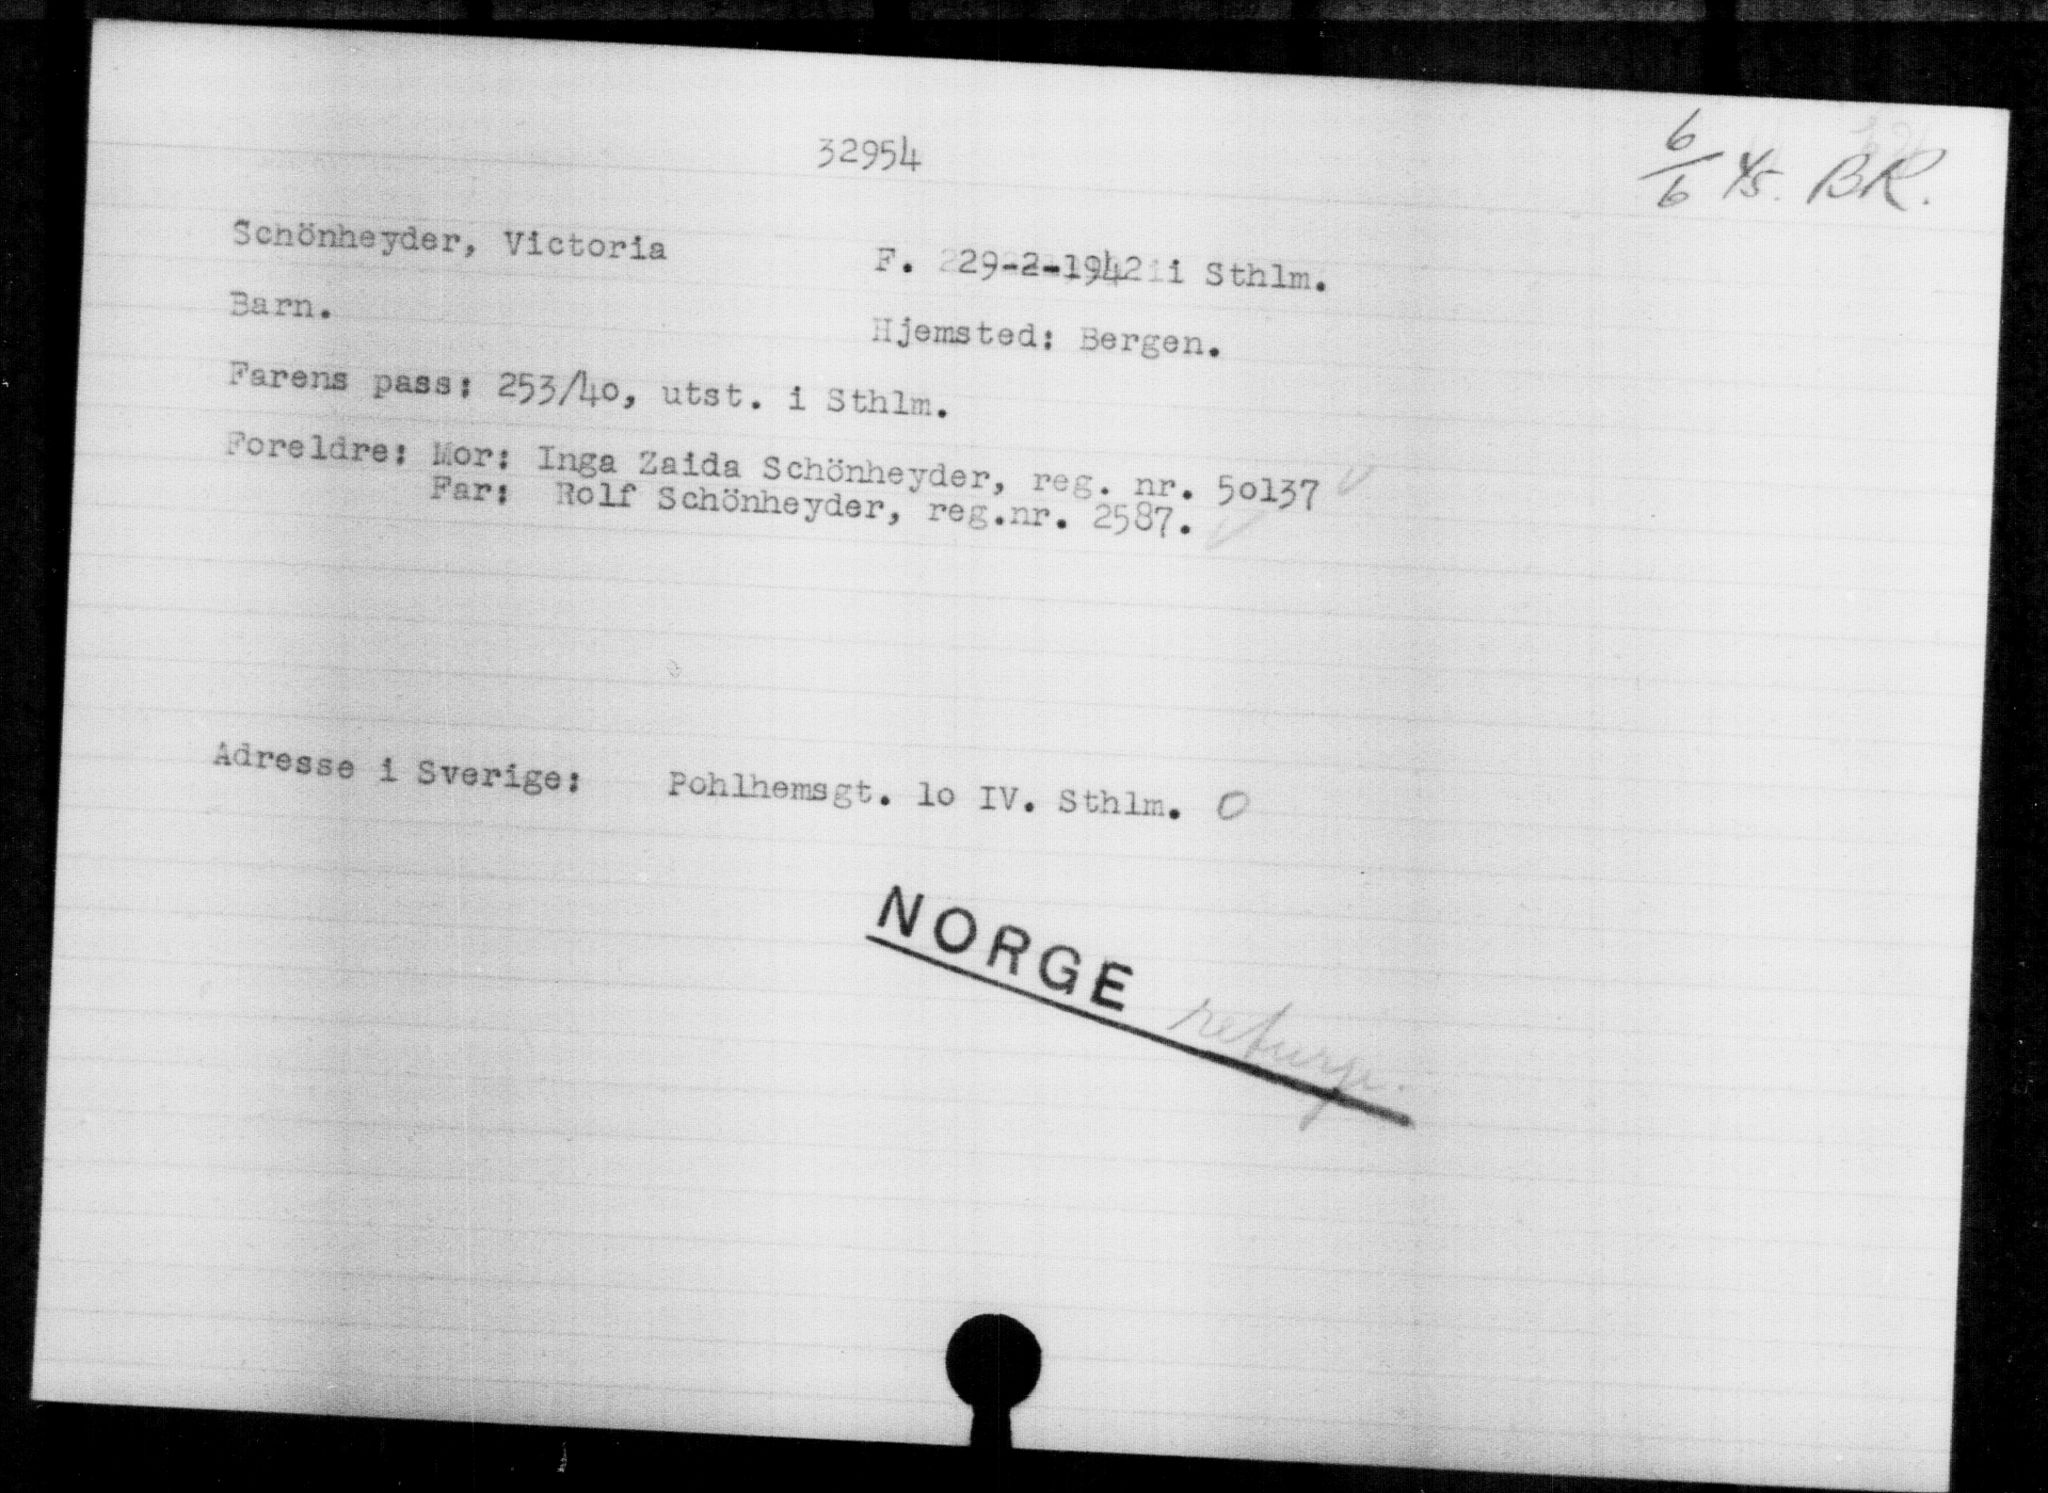 32954
6/6 45. BR.
Schönheyder, Victoria
F. 29-2-1942 i Sthlm.
Barn.
Hjemsted: Bergen.
Farens pass: 253/40, utst. i Sthlm.
Foreldre: Mor: Inga Zaida Schönheyder, reg. nr. 50137
Far: Rolf Schönheyder, reg.nr. 2587.
Adresse i Sverige: Pohlhemsgt. lo IV. Sthlm. O
NORGE